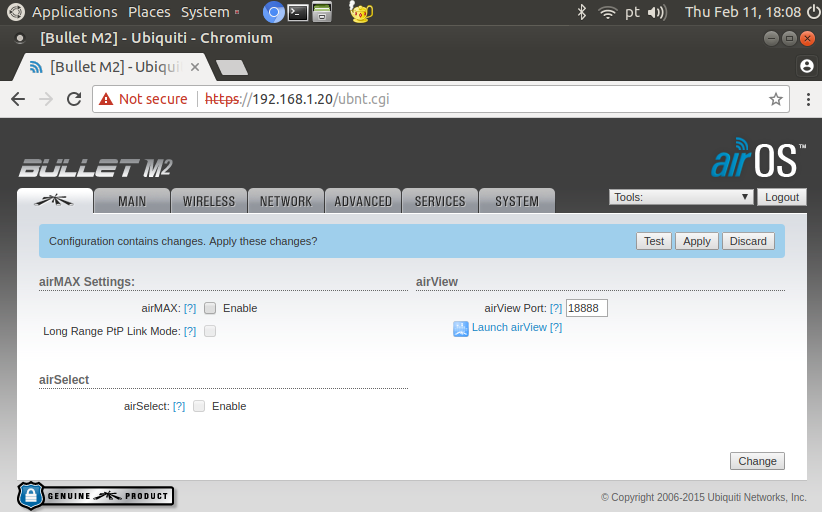 Applications Places System pt Thu Feb 11, 18:08
[Bullet M2] - Ubiquiti - Chromium
[Bullet M2] - Ubiqui
Not secure https://192.168.1.20/ubnt.cgi
BULLET M2 airOS™
MAIN WIRELESS NETWORK ADVANCED SERVICES SYSTEM Tools: Logout
Configuration contains changes. Apply these changes? Test Apply Discard
airMAX Settings: airView
airMAX: [?] Enable airView Port: [?] 18888
Long Range PtP Link Mode: [?] Launch airView [?]
airSelect
airSelect: [?] Enable
Change
GENUINE PRODUCT © Copyright 2006-2015 Ubiquiti Networks, Inc.